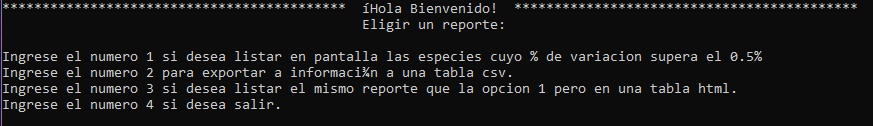 ******************************************* íHola Bienvenido! *******************************************
Eligir un reporte:
Ingrese el numero 1 si desea listar en pantalla las especies cuyo % de variacion supera el 0.5%
Ingrese el numero 2 para exportar a informaci¾n a una tabla csv.
Ingrese el numero 3 si desea listar el mismo reporte que la opcion 1 pero en una tabla html.
Ingrese el numero 4 si desea salir.